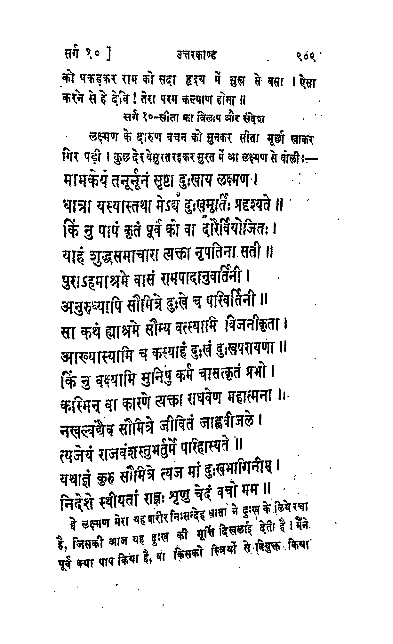 सर्ग १० ] उत्तरकाण्ड ९०९
को पकड़कर राम को सदा हृदय में सुख से बसा । ऐसा
करने से हे देवि ! तेरा परम कल्याण होगा ॥
सर्ग १०–सीता का विलाप और संदेश
लक्ष्मण के दारुण वचन को सुनकर सीता मूर्छा खाकर
गिर पड़ी । कुछ देर बेसुरत रहकर सुरत में आ लक्ष्मण से बोली:—
मामकेयं तनूर्नूनं सृष्टा दुःखाय लक्ष्मण ।
धात्रा यस्यास्तथा मेऽद्य दुःखमूर्तिः प्रदृश्यते ॥
किं नु पापं कृतं पूर्वं को वा दारैर्वियोजितः ।
याहं शुद्धसमाचारा त्यक्ता नृपतिना सती ॥
पुराऽहमाश्रमे वासं रामपादानुवर्तिनी ।
अनुरुध्यापि सौमित्रे दुःखे च परिवर्तिनी ॥
सा कथं ह्याश्रमे सौम्य वत्स्यामि विजनीकृता ।
आख्यास्यामि च कस्याहं दुःखं दुःखपरायणा ॥
किं नु वक्ष्यामि मुनिषु कर्म चासत्कृतं प्रभो ।
कस्मिन् वा कारणे त्यक्ता राघवेण महात्मना ॥
नखल्वद्यैव सौमित्रे जीवितं जाह्नवीजले ।
त्यजेयं राजवंशस्तु भर्तुर्मे परिहास्यते ॥
यथाज्ञं कुरु सौमित्रे त्यज मां दुःखभागिनीम् ।
निदेशे स्थीयतां राज्ञः शृणु चेदं वचो मम ॥
हे लक्ष्मण मेरा यह शरीर निःसन्देह धाता ने दुःख के लिये रचा
है, जिसकी आज यह दुःख की मूर्ति दिखलाई देती है । मैंने
पूर्व क्या पाप किया है, वा किसको स्त्रियों से वियुक्त किया